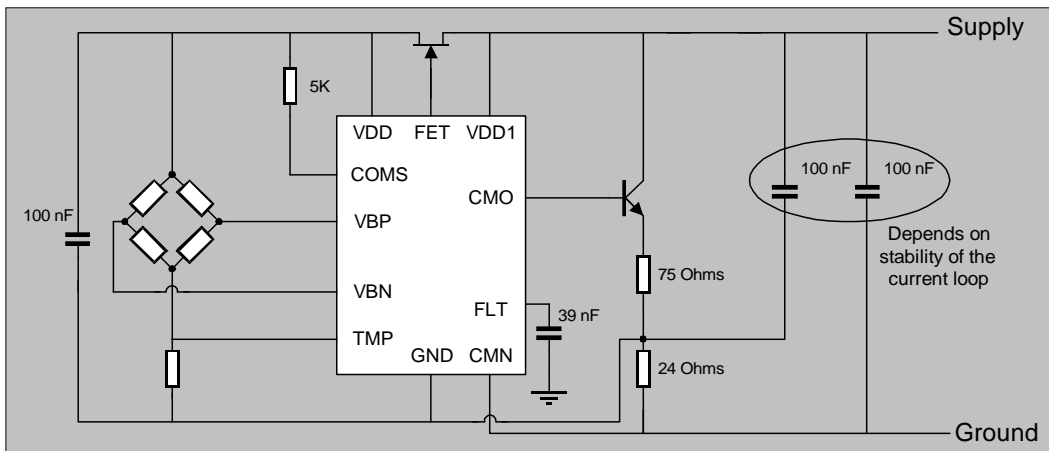 Supply
5K
VDD FET VDD1
COMS
CMO
100 nF 100 nF
100 nF
VBP
Depends on
stability of the
current loop
75 Ohms
VBN
FLT
39 nF
TMP
GND CMN
24 Ohms
Ground